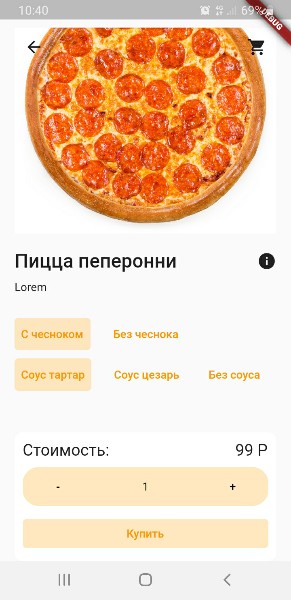 10:40 4G 69%
DEBUG
Пицца пеперонни
Lorem
С чесноком Без чеснока
Соус тартар Соус цезарь Без соуса
Стоимость: 99 Р
- 1 +
Купить